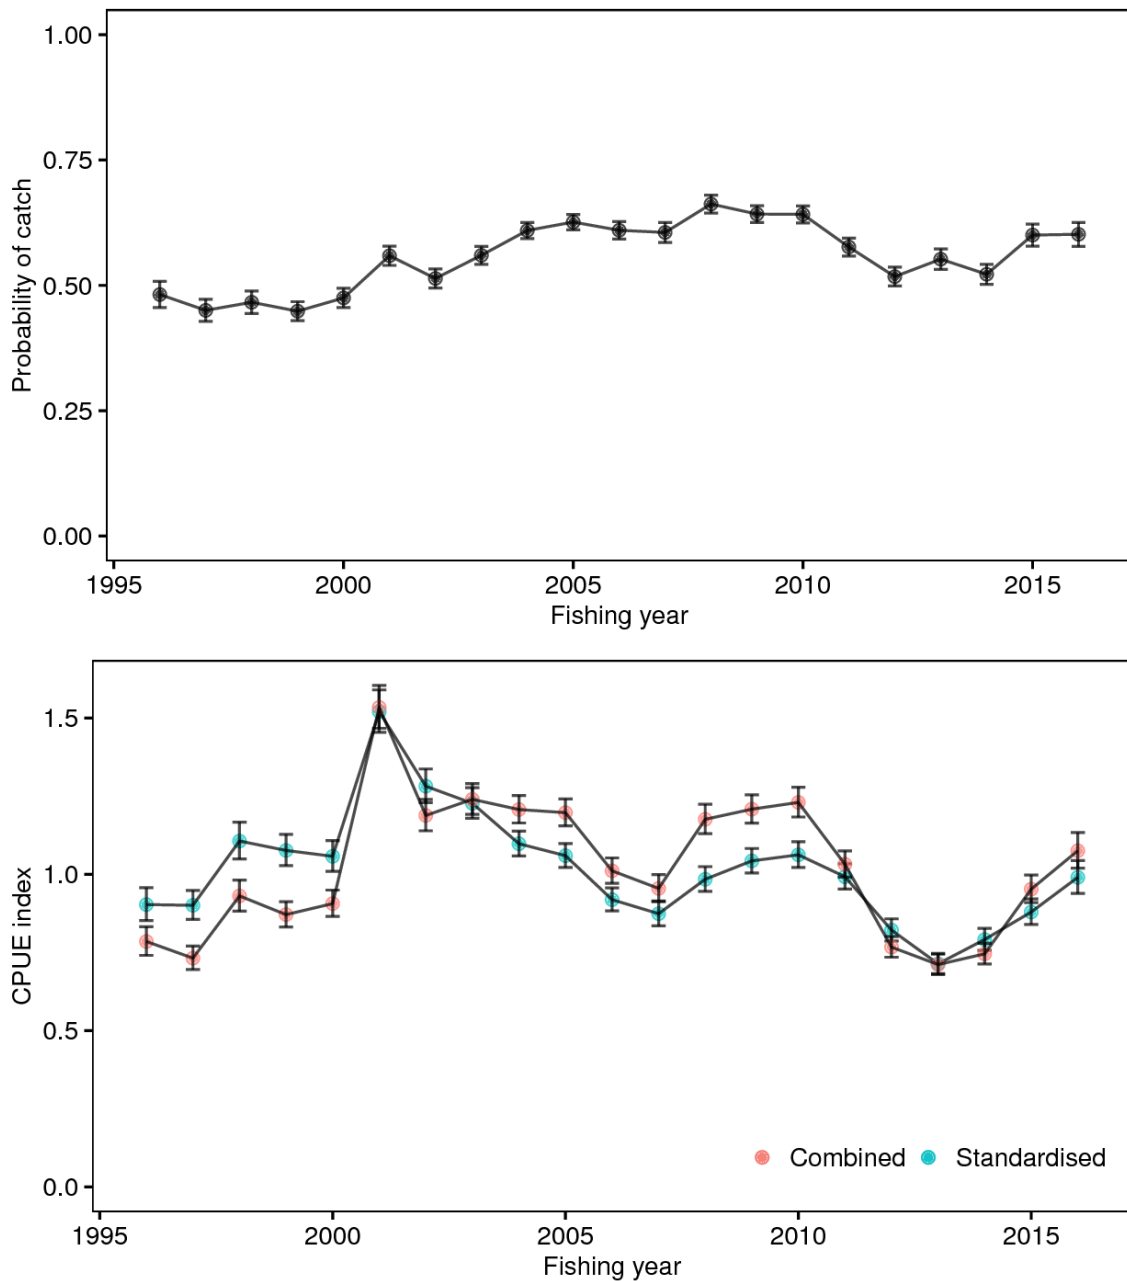 1.00
0.75
0.50
0.25
0.00
Probability of catch
1995 2000 2005 2010 2015
Fishing year
1.5
1.0
0.5
0.0
CPUE index
Combined Standardised
1995 2000 2005 2010 2015
Fishing year